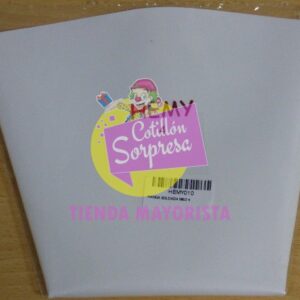 HEMY
Cotillón
Sorpresa
HEMY010
TIENDA MAYORISTA